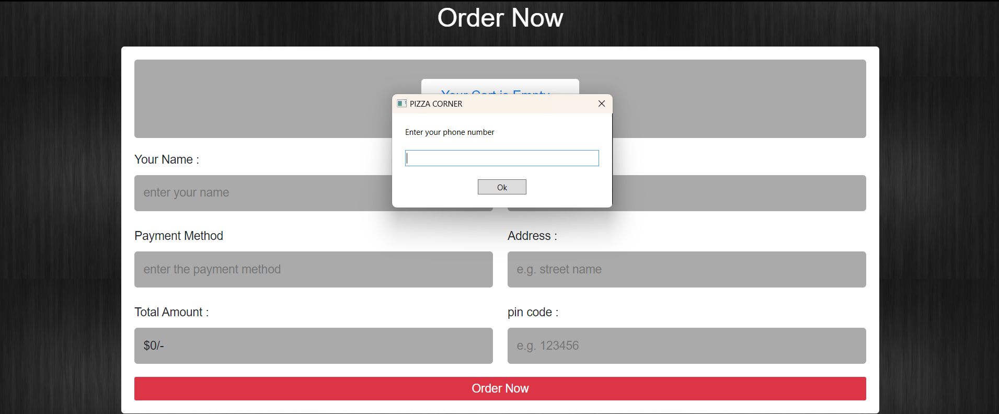 Order Now
Your Cart is Empty
PIZZA CORNER
Enter your phone number
Ok
Your Name :
enter your name
Payment Method
enter the payment method
Address :
e.g. street name
Total Amount :
$0/-
pin code :
e.g. 123456
Order Now